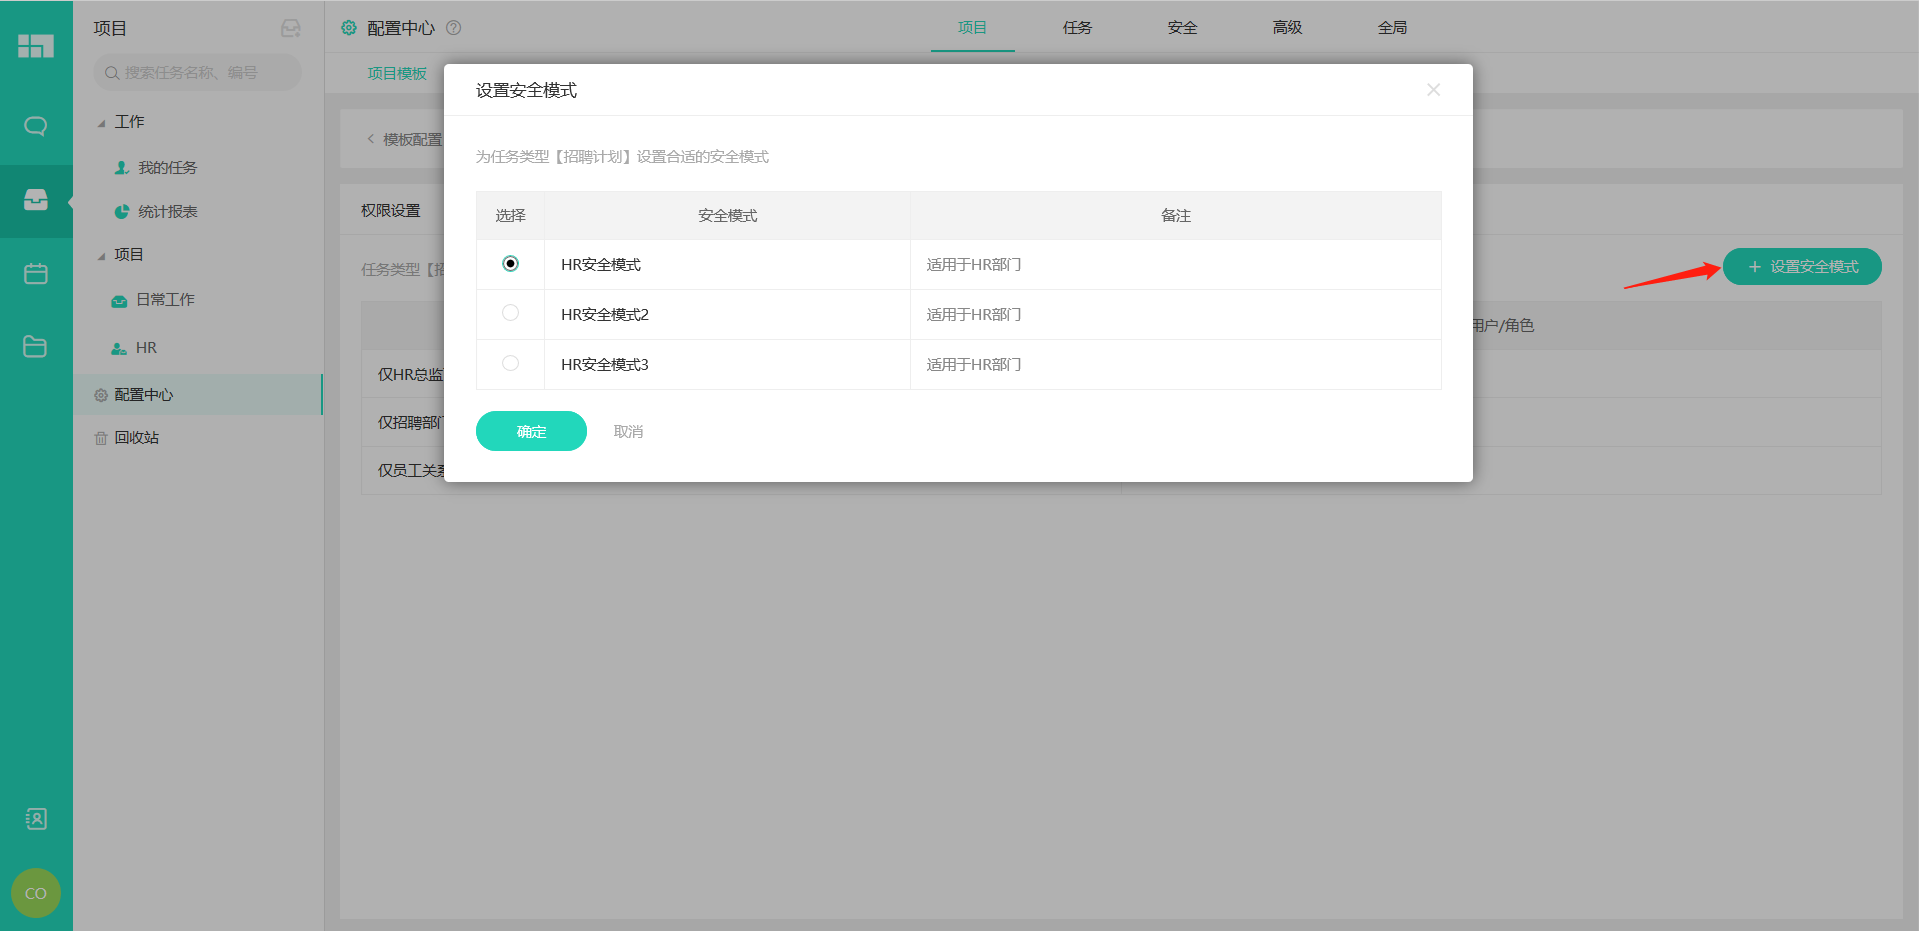 项目
搜索任务名称、编号
工作
我的任务
统计报表
项目
日常工作
HR
配置中心
回收站
CO
配置中心
项目
任务
安全
高级
全局
项目模板
模板配置
权限设置
任务类型【招
设置安全模式
用户/角色
仅HR总监
仅招聘部门
仅员工关系
设置安全模式
为任务类型【招聘计划】设置合适的安全模式
选择 安全模式 备注
HR安全模式 适用于HR部门
HR安全模式2 适用于HR部门
HR安全模式3 适用于HR部门
确定 取消